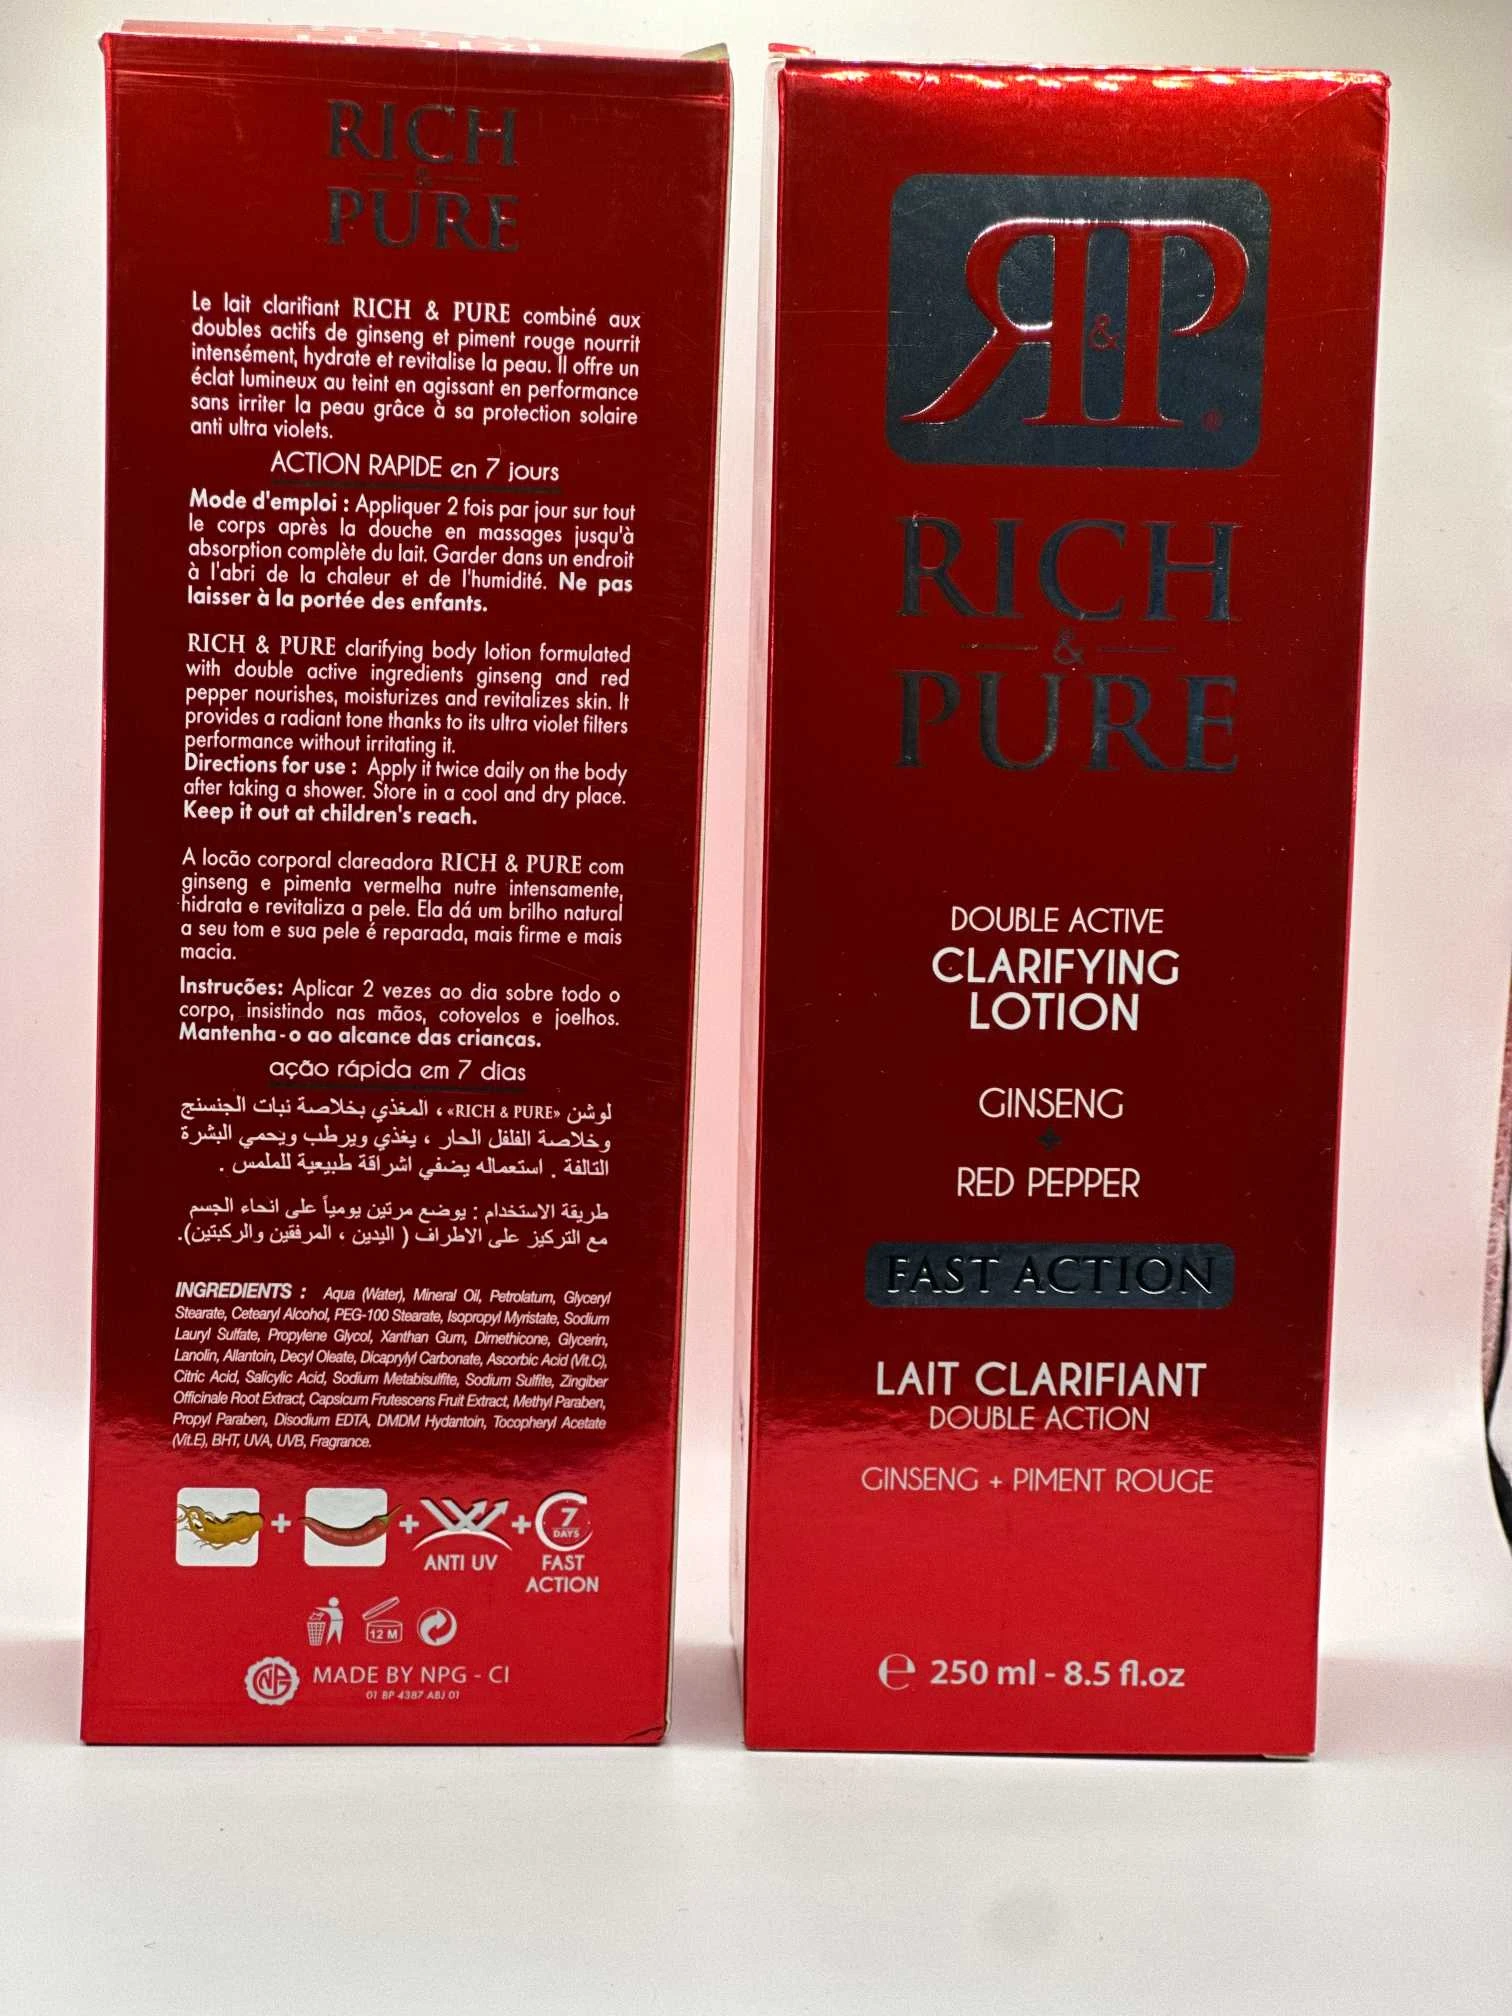 RICH
&
PURE
Le lait clarifiant RICH & PURE combiné aux
doubles actifs de ginseng et piment rouge nourrit
intensément, hydrate et revitalise la peau. Il offre un
éclat lumineux au teint en agissant en performance
sans irriter la peau grâce à sa protection solaire
anti ultra violets.
ACTION RAPIDE en 7 jours
Mode d'emploi : Appliquer 2 fois par jour sur tout
le corps après la douche en massages jusqu'à
absorption complète du lait. Garder dans un endroit
à l'abri de la chaleur et de l'humidité. Ne pas
laisser à la portée des enfants.
RICH & PURE clarifying body lotion formulated
with double active ingredients ginseng and red
pepper nourishes, moisturizes and revitalizes skin. It
provides a radiant tone thanks to its ultra violet filters
performance without irritating it.
Directions for use : Apply it twice daily on the body
after taking a shower. Store in a cool and dry place.
Keep it out at children's reach.
A locão corporal clareadora RICH & PURE com
ginseng e pimenta vermelha nutre intensamente,
hidrata e revitaliza a pele. Ela dá um brilho natural
a seu tom e sua pele é reparada, mais firme e mais
macia.
Instrucões: Aplicar 2 vezes ao dia sobre todo o
corpo, insistindo nas mãos, cotovelos e joelhos.
Mantenha-o ao alcance das crianças.
ação rápida em 7 dias
لوشن «RICH & PURE» ، المغذي بخلاصة نبات الجنسنج
وخلاصة الفلفل الحار ، يغذي ويرطب ويحمي البشرة
التالفة . استعماله يضفي اشراقة طبيعية للملمس .
طريقة الاستخدام : يوضع مرتين يومياً على انحاء الجسم
مع التركيز على الاطراف ( اليدين ، المرفقين والركبتين).
INGREDIENTS : Aqua (Water), Mineral Oil, Petrolatum, Glyceryl
Stearate, Cetearyl Alcohol, PEG-100 Stearate, Isopropyl Myristate, Sodium
Lauryl Sulfate, Propylene Glycol, Xanthan Gum, Dimethicone, Glycerin,
Lanolin, Allantoin, Decyl Oleate, Dicaprylyl Carbonate, Ascorbic Acid (Vit.C),
Citric Acid, Salicylic Acid, Sodium Metabisulfite, Sodium Sulfite, Zingiber
Officinale Root Extract, Capsicum Frutescens Fruit Extract, Methyl Paraben,
Propyl Paraben, Disodium EDTA, DMDM Hydantoin, Tocopheryl Acetate
(Vit.E), BHT, UVA, UVB, Fragrance.
+ + + 7
DAYS
ANTI UV FAST
ACTION
12 M
MADE BY NPG - CI
01 BP 4387 ABJ 01
R&P®
RICH
&
PURE
DOUBLE ACTIVE
CLARIFYING
LOTION
GINSENG
+
RED PEPPER
FAST ACTION
LAIT CLARIFIANT
DOUBLE ACTION
GINSENG + PIMENT ROUGE
℮ 250 ml - 8.5 fl.oz